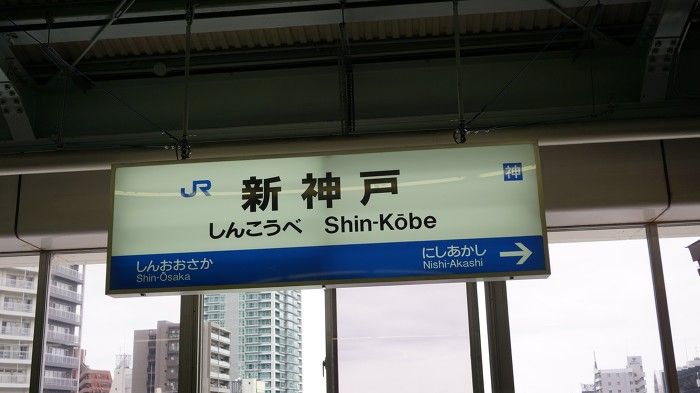 JR 新神戸 神
しんこうべ Shin-Kōbe
しんおおさか にしあかし →
Shin-Ōsaka Nishi-Akashi